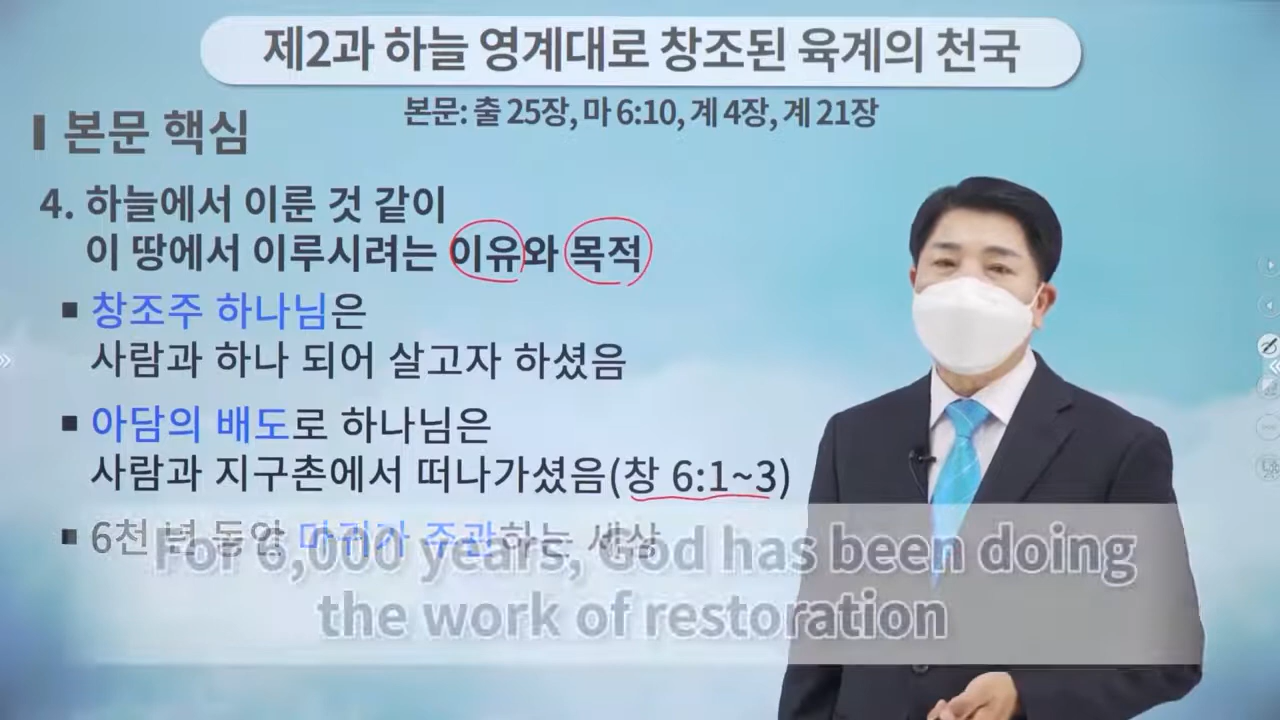 제2과 하늘 영계대로 창조된 육계의 천국
본문: 출 25장, 마 6:10, 계 4장, 계 21장
본문 핵심
4. 하늘에서 이룬 것 같이
이 땅에서 이루시려는 이유와 목적
▪ 창조주 하나님은
사람과 하나 되어 살고자 하셨음
▪ 아담의 배도로 하나님은
사람과 지구촌에서 떠나가셨음(창 6:1~3)
▪ 6천 년 동안 마귀가 주관하는 세상
For 6,000 years, God has been doing
the work of restoration